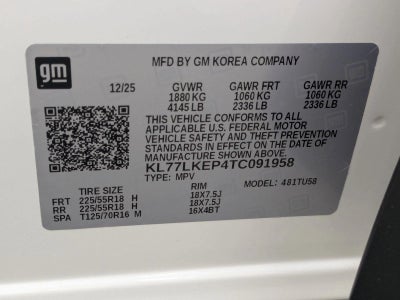 gm
MFD BY GM KOREA COMPANY
12/25 GVWR GAWR FRT GAWR RR
1880 KG 1060 KG 1060 KG
4145 LB 2336 LB 2336 LB
THIS VEHICLE CONFORMS TO ALL
APPLICABLE U.S. FEDERAL MOTOR
VEHICLE SAFETY AND THEFT PREVENTION
STANDARDS IN EFFECT ON THE DATE OF
MANUFACTURE SHOWN ABOVE.
KL77LKEP4TC091958
TYPE: MPV MODEL: 481TU58
TIRE SIZE RIM
FRT 225/55R18 H 18X7.5J
RR 225/55R18 H 18X7.5J
SPA T125/70R16 M 16X4BT